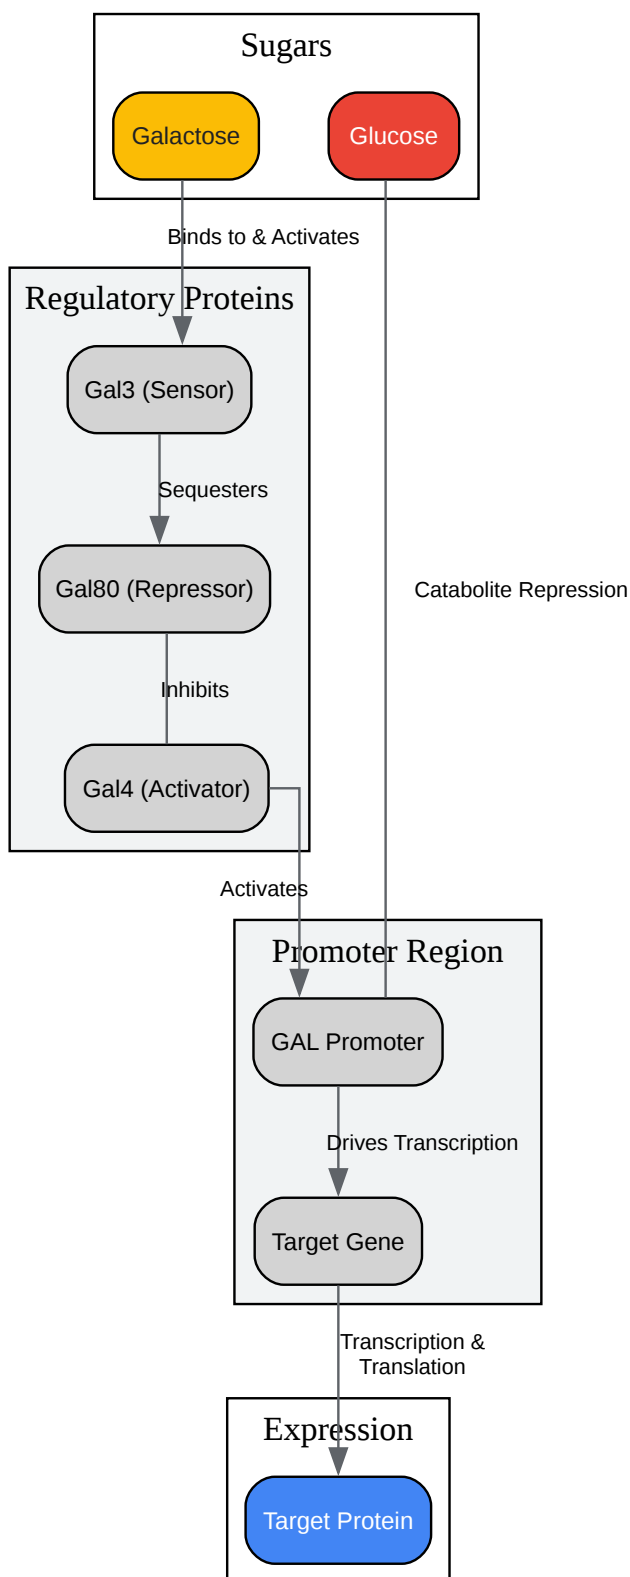 Sugars
Galactose
Glucose
Binds to & Activates
Regulatory Proteins
Gal3 (Sensor)
Sequesters
Gal80 (Repressor)
Catabolite Repression
Inhibits
Gal4 (Activator)
Activates
Promoter Region
GAL Promoter
Drives Transcription
Target Gene
Transcription &
Translation
Expression
Target Protein